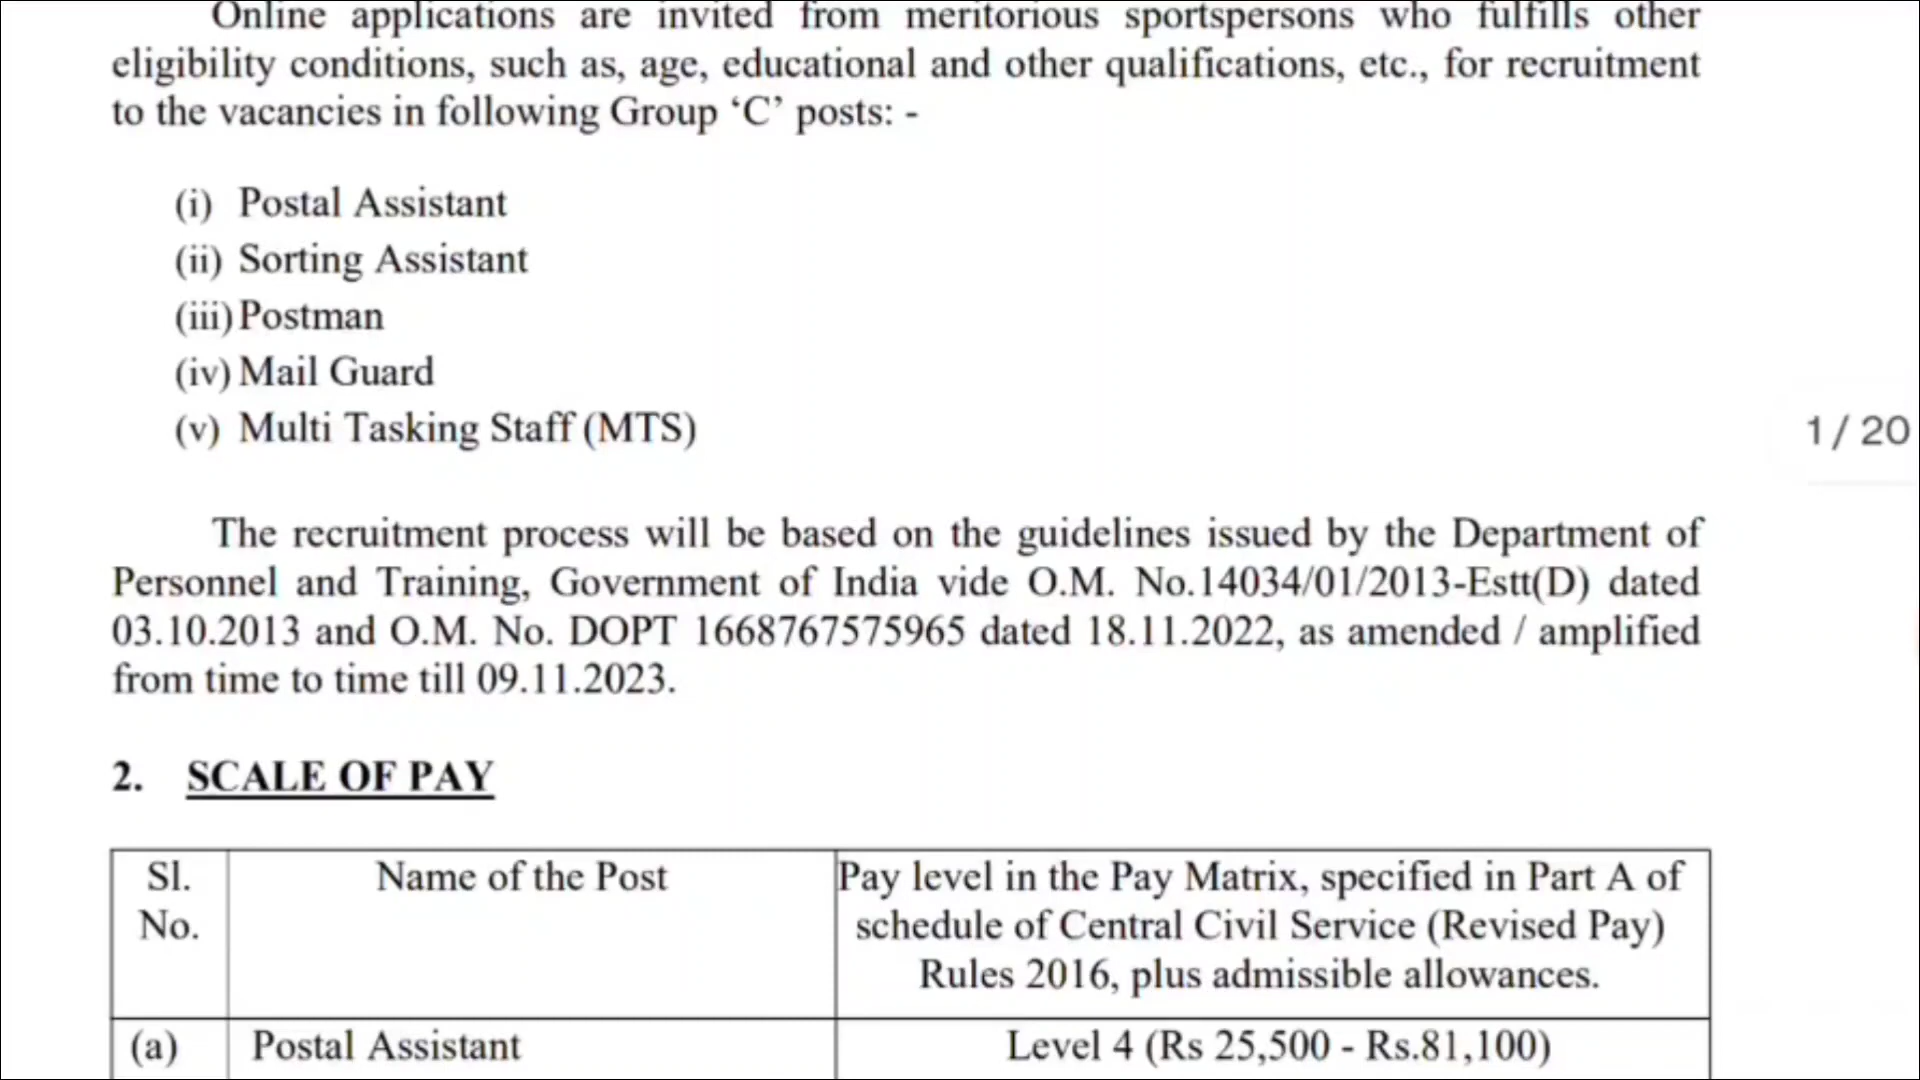 Online applications are invited from meritorious sportspersons who fulfills other
eligibility conditions, such as, age, educational and other qualifications, etc., for recruitment
to the vacancies in following Group ‘C’ posts: -
(i) Postal Assistant
(ii) Sorting Assistant
(iii) Postman
(iv) Mail Guard
(v) Multi Tasking Staff (MTS)
1 / 20
The recruitment process will be based on the guidelines issued by the Department of
Personnel and Training, Government of India vide O.M. No.14034/01/2013-Estt(D) dated
03.10.2013 and O.M. No. DOPT 1668767575965 dated 18.11.2022, as amended / amplified
from time to time till 09.11.2023.
2. SCALE OF PAY
Sl. No.
Name of the Post
Pay level in the Pay Matrix, specified in Part A of
schedule of Central Civil Service (Revised Pay)
Rules 2016, plus admissible allowances.
(a) Postal Assistant Level 4 (Rs 25,500 - Rs.81,100)